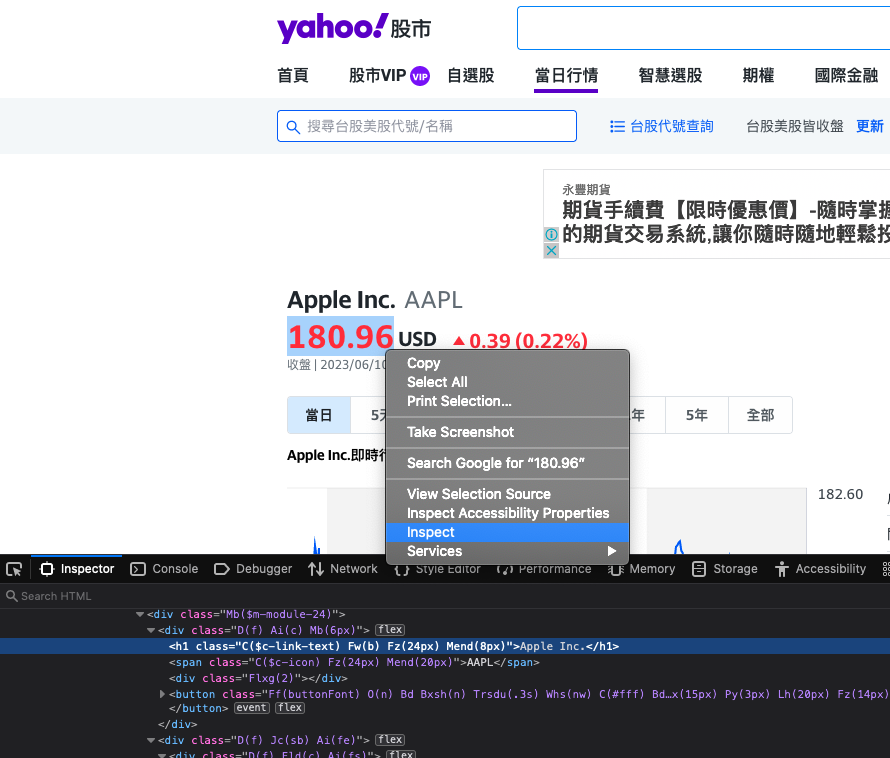 yahoo!股市
首頁 股市VIP VIP 自選股 當日行情 智慧選股 期權 國際金融
搜尋台股美股代號/名稱 台股代號查詢 台股美股皆收盤 更新
永豐期貨
期貨手續費【限時優惠價】-隨時掌握
的期貨交易系統,讓你隨時隨地輕鬆投
Apple Inc. AAPL
180.96 USD ▲ 0.39 (0.22%)
收盤 | 2023/06/10
Copy
Select All
Print Selection...
Take Screenshot
Search Google for “180.96”
View Selection Source
Inspect Accessibility Properties
Inspect
Services
當日 5天 年 5年 全部
Apple Inc.即時行
182.60
Inspector Console Debugger Network Style Editor Performance Memory Storage Accessibility
Search HTML
<div class="Mb($m-module-24)">
<div class="D(f) Ai(c) Mb(6px)"> flex
<h1 class="C($c-link-text) Fw(b) Fz(24px) Mend(8px)">Apple Inc.</h1>
<span class="C($c-icon) Fz(24px) Mend(20px)">AAPL</span>
<div class="Flxg(2)"></div>
<button class="Ff(buttonFont) O(n) Bd Bxsh(n) Trsdu(.3s) Whs(nw) C(#fff) Bd…x(15px) Py(3px) Lh(20px) Fz(14px)
</button> event flex
</div>
<div class="D(f) Jc(sb) Ai(fe)"> flex
<div class="D(f) Fld(c) Ai(fs)"> flex